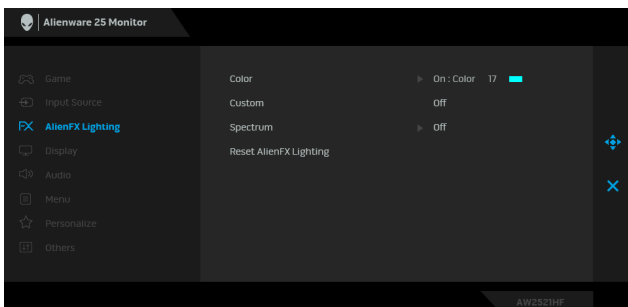 Alienware 25 Monitor
Game
Color
On : Color 17
Input Source
Custom
Off
FX AlienFX Lighting
Spectrum
Off
Display
Reset AlienFX Lighting
Audio
Menu
Personalize
Others
AW2521HF